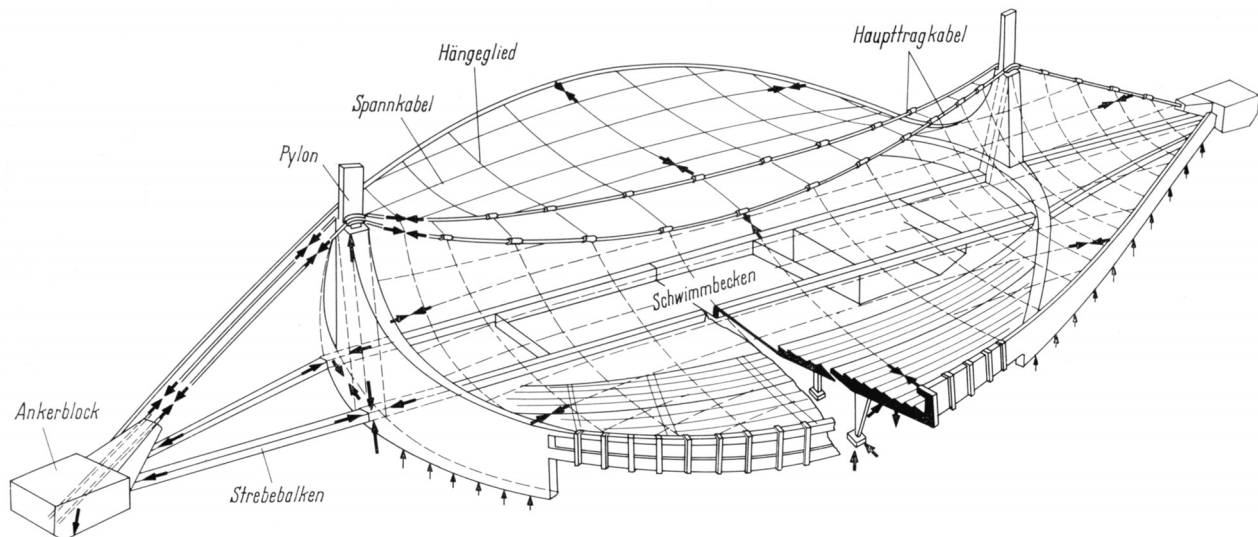 Haupttragkabel
Hängeglied
Spannkabel
Pylon
Schwimmbecken
Ankerblock
Strebebalken